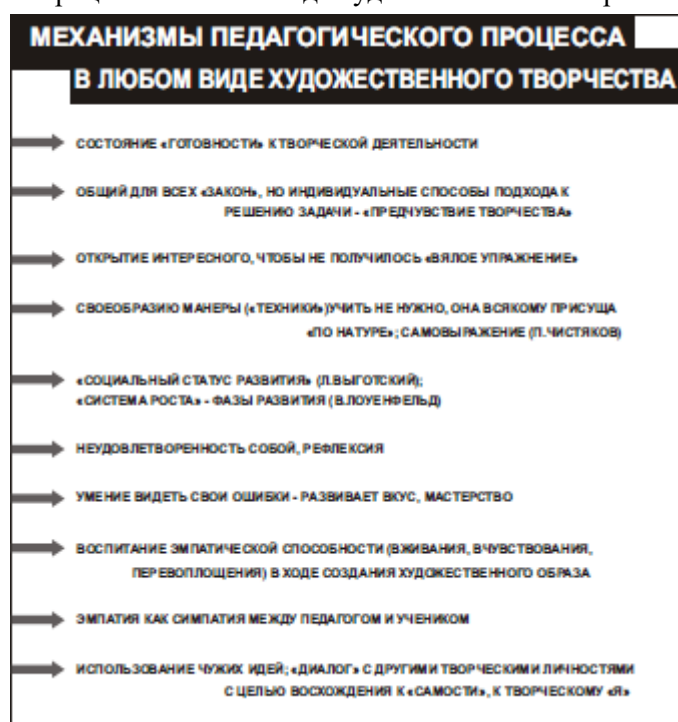 МЕХАНИЗМЫ ПЕДАГОГИЧЕСКОГО ПРОЦЕССА
В ЛЮБОМ ВИДЕ ХУДОЖЕСТВЕННОГО ТВОРЧЕСТВА
СОСТОЯНИЕ «ГОТОВНОСТИ» К ТВОРЧЕСКОЙ ДЕЯТЕЛЬНОСТИ
ОБЩИЙ ДЛЯ ВСЕХ «ЗАКОН», НО ИНДИВИДУАЛЬНЫЕ СПОСОБЫ ПОДХОДА К
РЕШЕНИЮ ЗАДАЧИ - «ПРЕДЧУВСТВИЕ ТВОРЧЕСТВА»
ОТКРЫТИЕ ИНТЕРЕСНОГО, ЧТОБЫ НЕ ПОЛУЧИЛОСЬ «ВЯЛОЕ УПРАЖНЕНИЕ»
СВОЕОБРАЗИЮ МАНЕРЫ («ТЕХНИКИ»)УЧИТЬ НЕ НУЖНО, ОНА ВСЯКОМУ ПРИСУЩА
«ПО НАТУРЕ»; САМОВЫРАЖЕНИЕ (П.ЧИСТЯКОВ)
«СОЦИАЛЬНЫЙ СТАТУС РАЗВИТИЯ» (Л.ВЫГОТСКИЙ);
«СИСТЕМА РОСТА» - ФАЗЫ РАЗВИТИЯ (В.ЛОУЕНФЕЛЬД)
НЕУДОВЛЕТВОРЕННОСТЬ СОБОЙ, РЕФЛЕКСИЯ
УМЕНИЕ ВИДЕТЬ СВОИ ОШИБКИ - РАЗВИВАЕТ ВКУС, МАСТЕРСТВО
ВОСПИТАНИЕ ЭМПАТИЧЕСКОЙ СПОСОБНОСТИ (ВЖИВАНИЯ, ВЧУВСТВОВАНИЯ,
ПЕРЕВОПЛОЩЕНИЯ) В ХОДЕ СОЗДАНИЯ ХУДОЖЕСТВЕННОГО ОБРАЗА
ЭМПАТИЯ КАК СИМПАТИЯ МЕЖДУ ПЕДАГОГОМ И УЧЕНИКОМ
ИСПОЛЬЗОВАНИЕ ЧУЖИХ ИДЕЙ; «ДИАЛОГ» С ДРУГИМИ ТВОРЧЕСКИМИ ЛИЧНОСТЯМИ
С ЦЕЛЬЮ ВОСХОЖДЕНИЯ К «САМОСТИ», К ТВОРЧЕСКОМУ «Я»